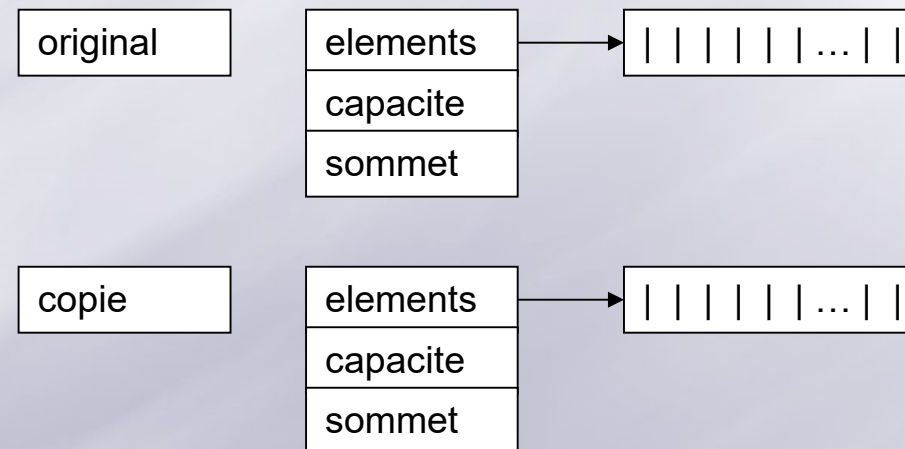 original elements | | | | | |…| |
capacite
sommet
copie elements | | | | | |…| |
capacite
sommet